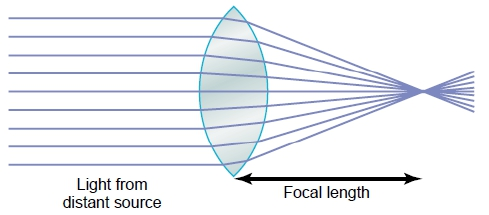 Light from
distant source
Focal length